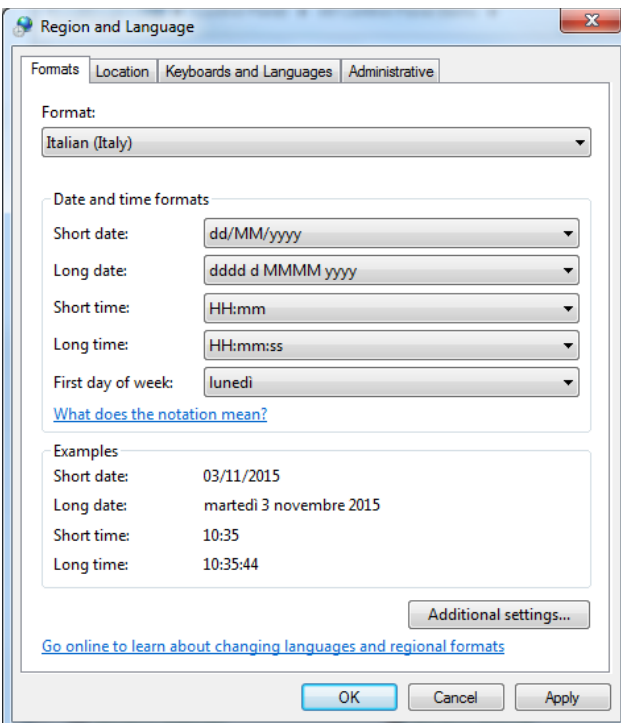 Region and Language
Formats Location Keyboards and Languages Administrative
Format:
Italian (Italy)
Date and time formats
Short date: dd/MM/yyyy
Long date: dddd d MMMM yyyy
Short time: HH:mm
Long time: HH:mm:ss
First day of week: lunedì
What does the notation mean?
Examples
Short date: 03/11/2015
Long date: martedì 3 novembre 2015
Short time: 10:35
Long time: 10:35:44
Additional settings...
Go online to learn about changing languages and regional formats
OK Cancel Apply